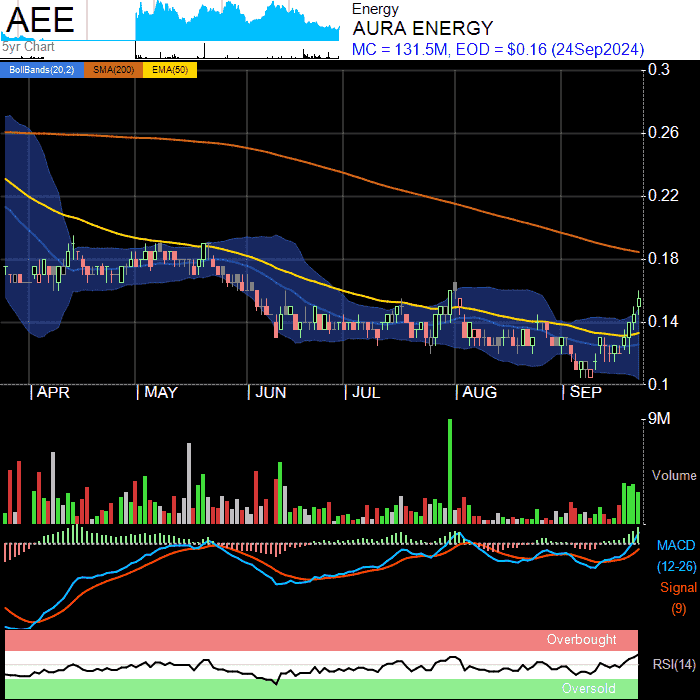 AEE
5yr Chart
Energy
AURA ENERGY
MC = 131.5M, EOD = $0.16 (24Sep2024)
BollBands(20,2) SMA(200) EMA(50)
0.3
0.26
0.22
0.18
0.14
0.1
APR MAY JUN JUL AUG SEP
9M
Volume
MACD
(12-26)
Signal
(9)
Overbought
RSI(14)
Oversold